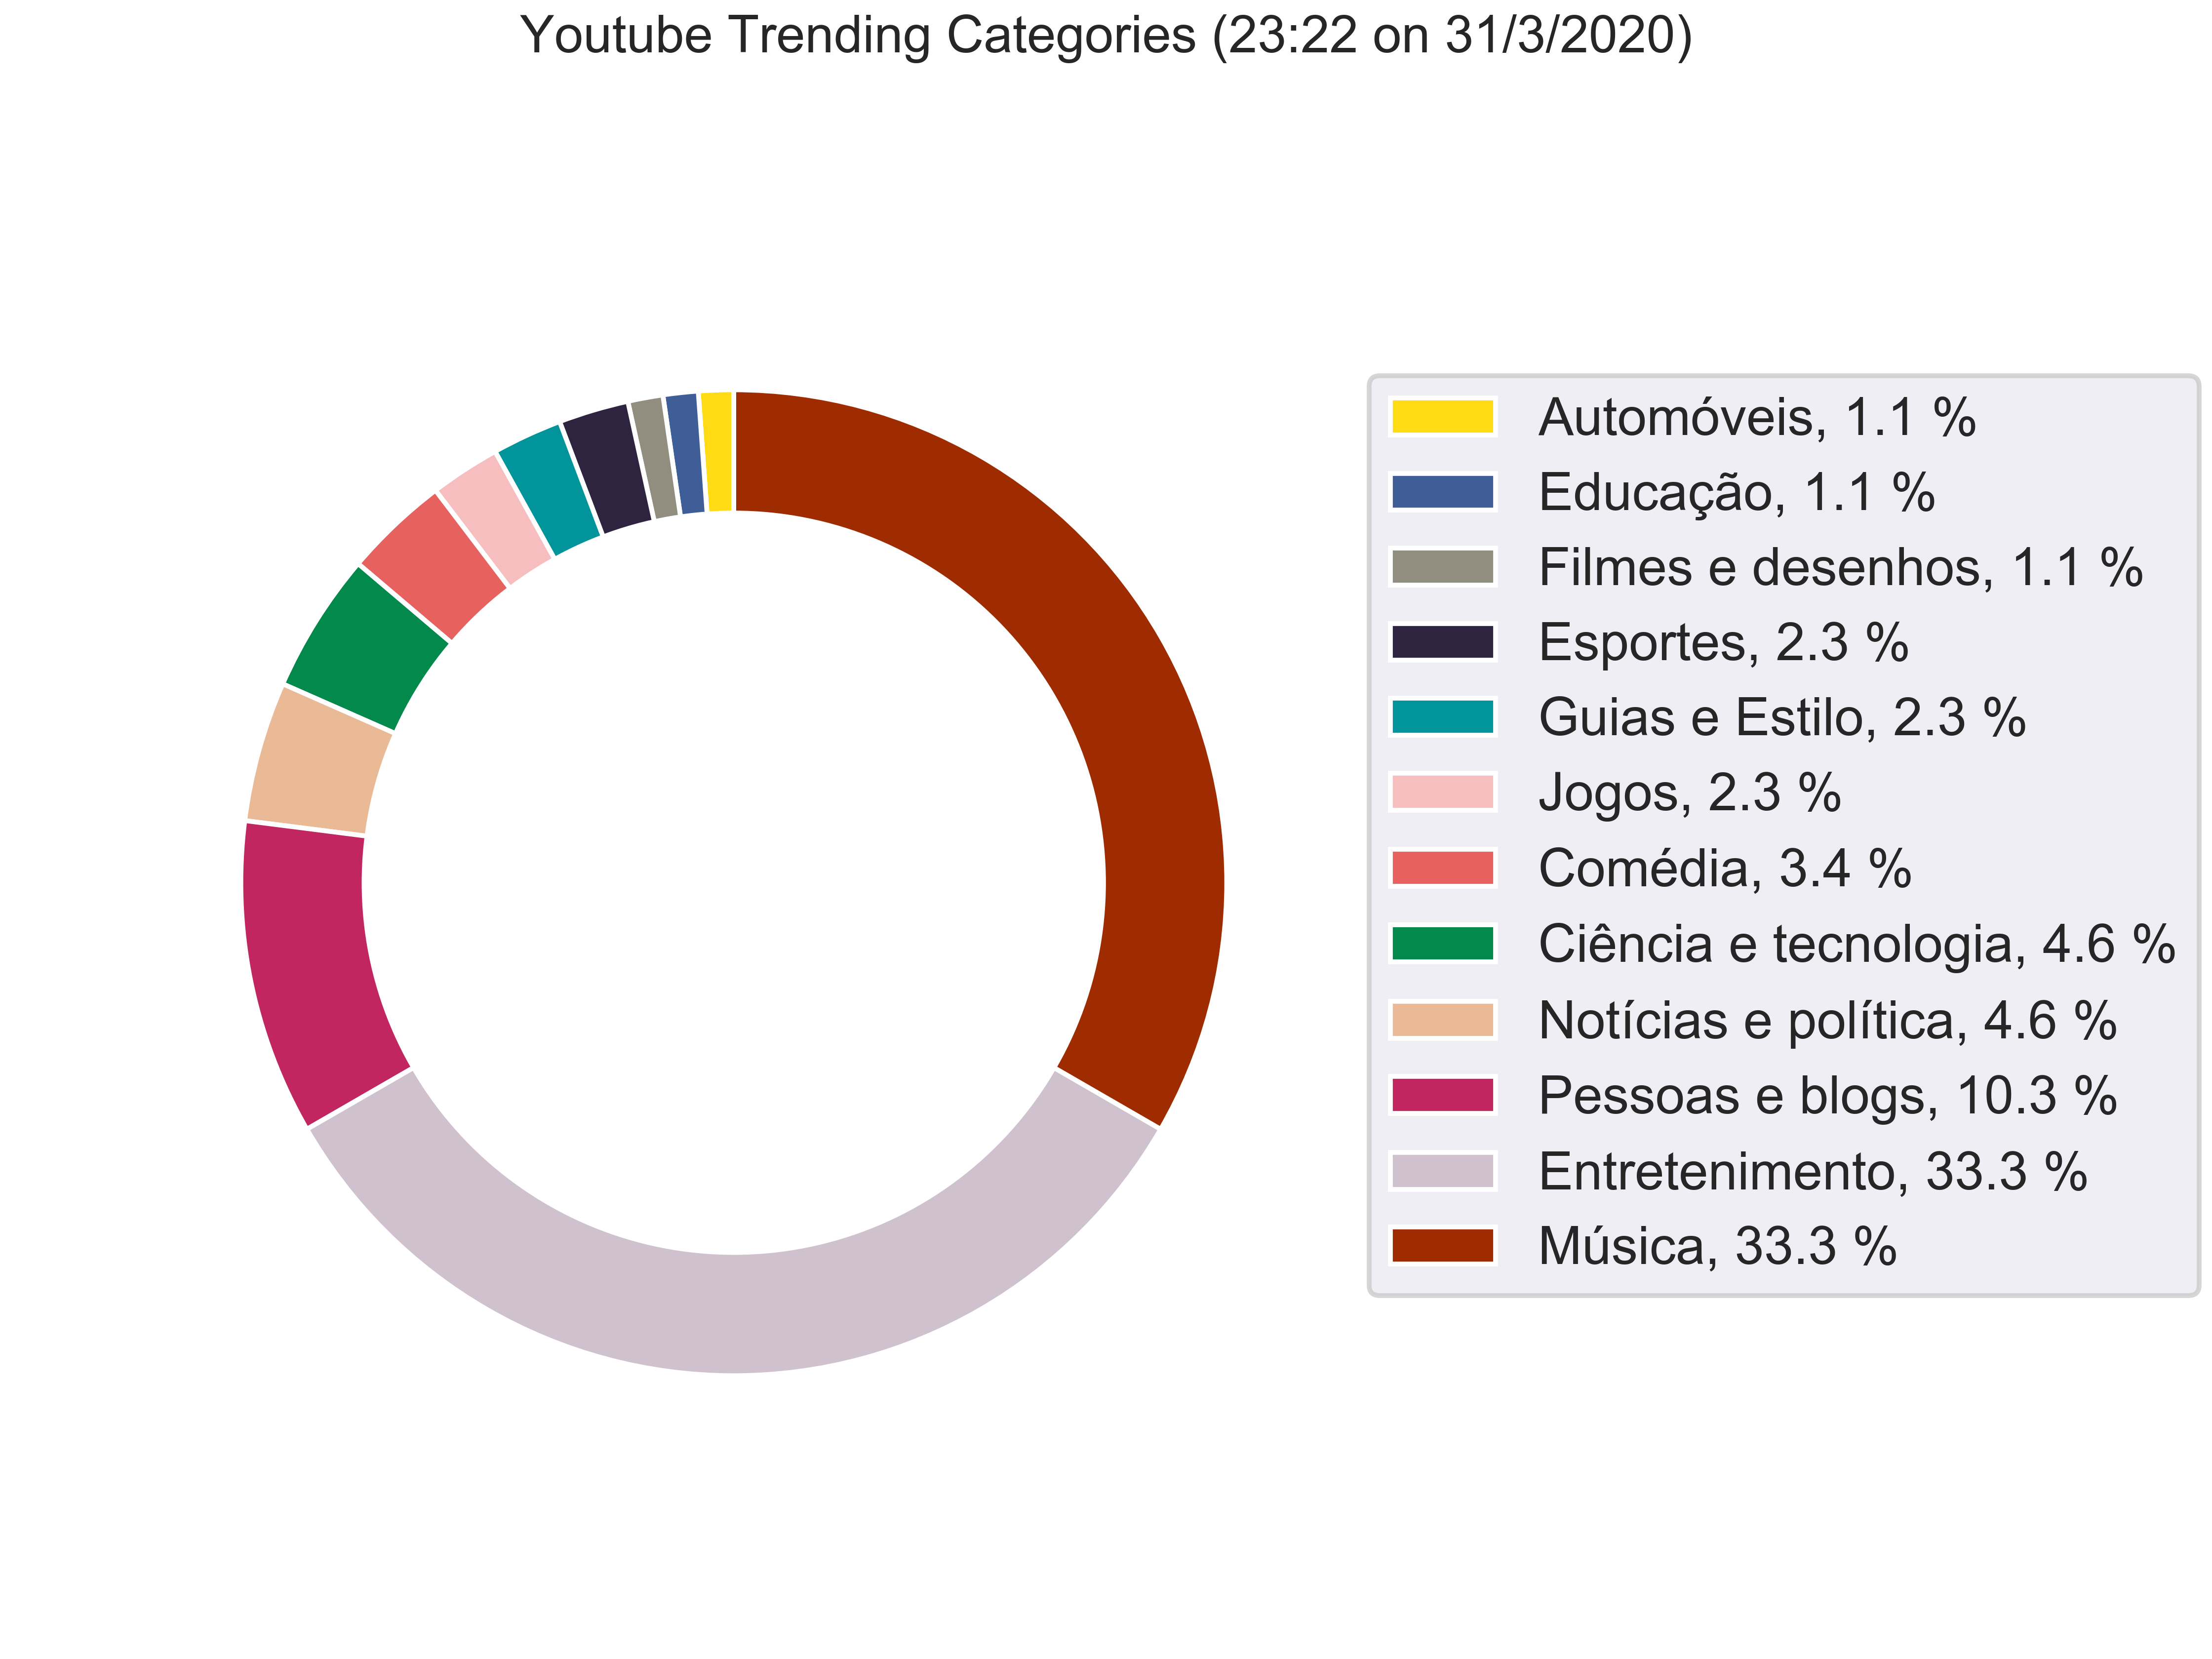 Youtube Trending Categories (23:22 on 31/3/2020)
Automóveis, 1.1 %
Educação, 1.1 %
Filmes e desenhos, 1.1 %
Esportes, 2.3 %
Guias e Estilo, 2.3 %
Jogos, 2.3 %
Comédia, 3.4 %
Ciência e tecnologia, 4.6 %
Notícias e política, 4.6 %
Pessoas e blogs, 10.3 %
Entretenimento, 33.3 %
Música, 33.3 %